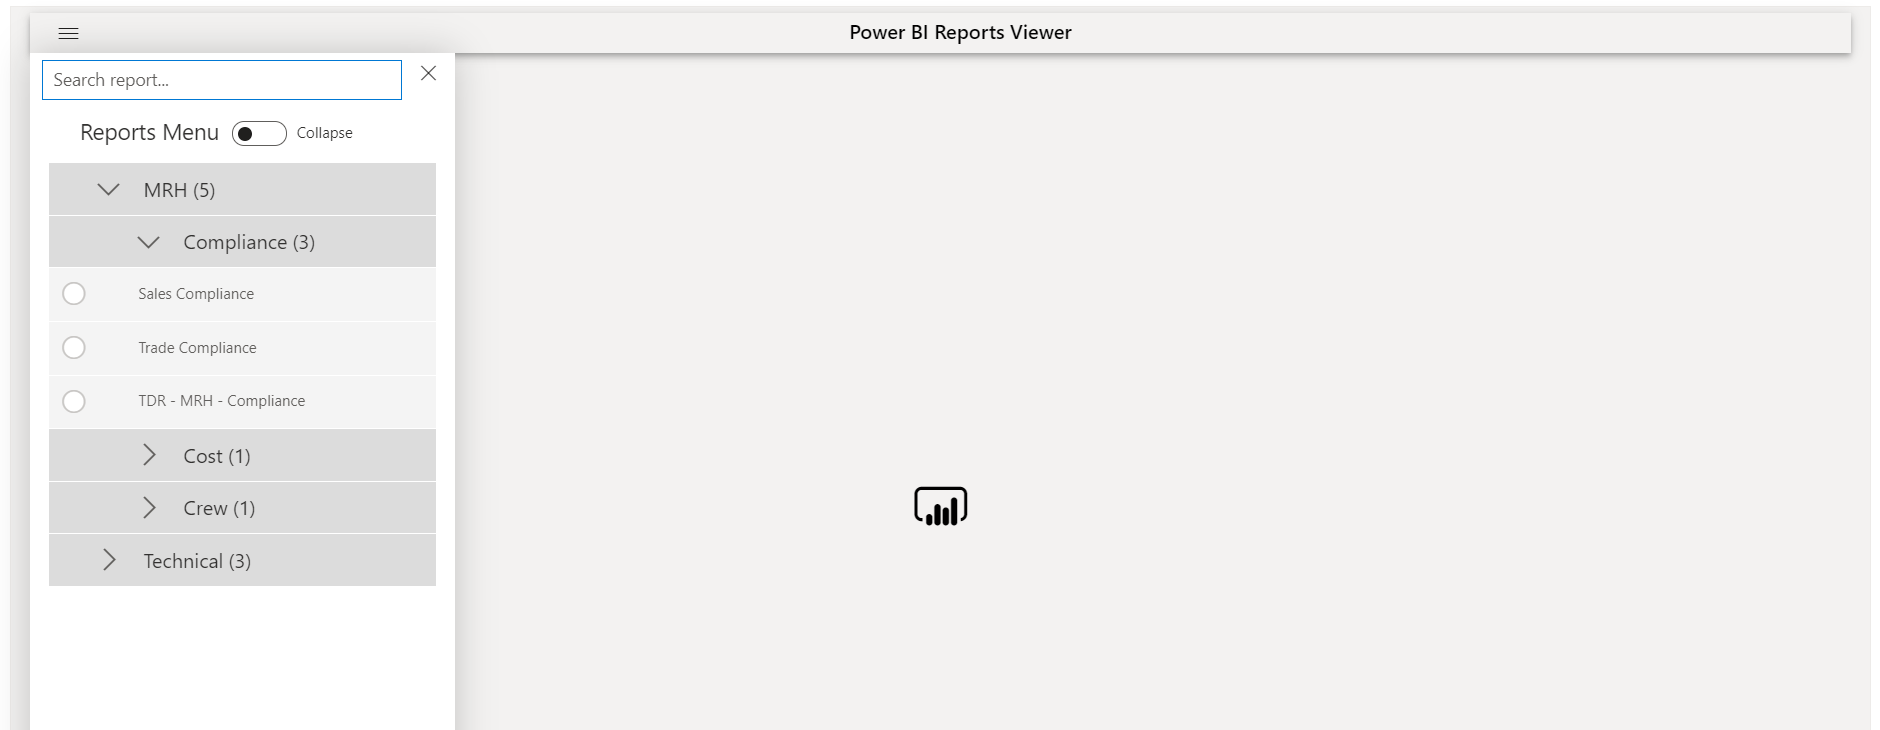 Power BI Reports Viewer
Search report...
Reports Menu Collapse
MRH (5)
Compliance (3)
Sales Compliance
Trade Compliance
TDR - MRH - Compliance
Cost (1)
Crew (1)
Technical (3)